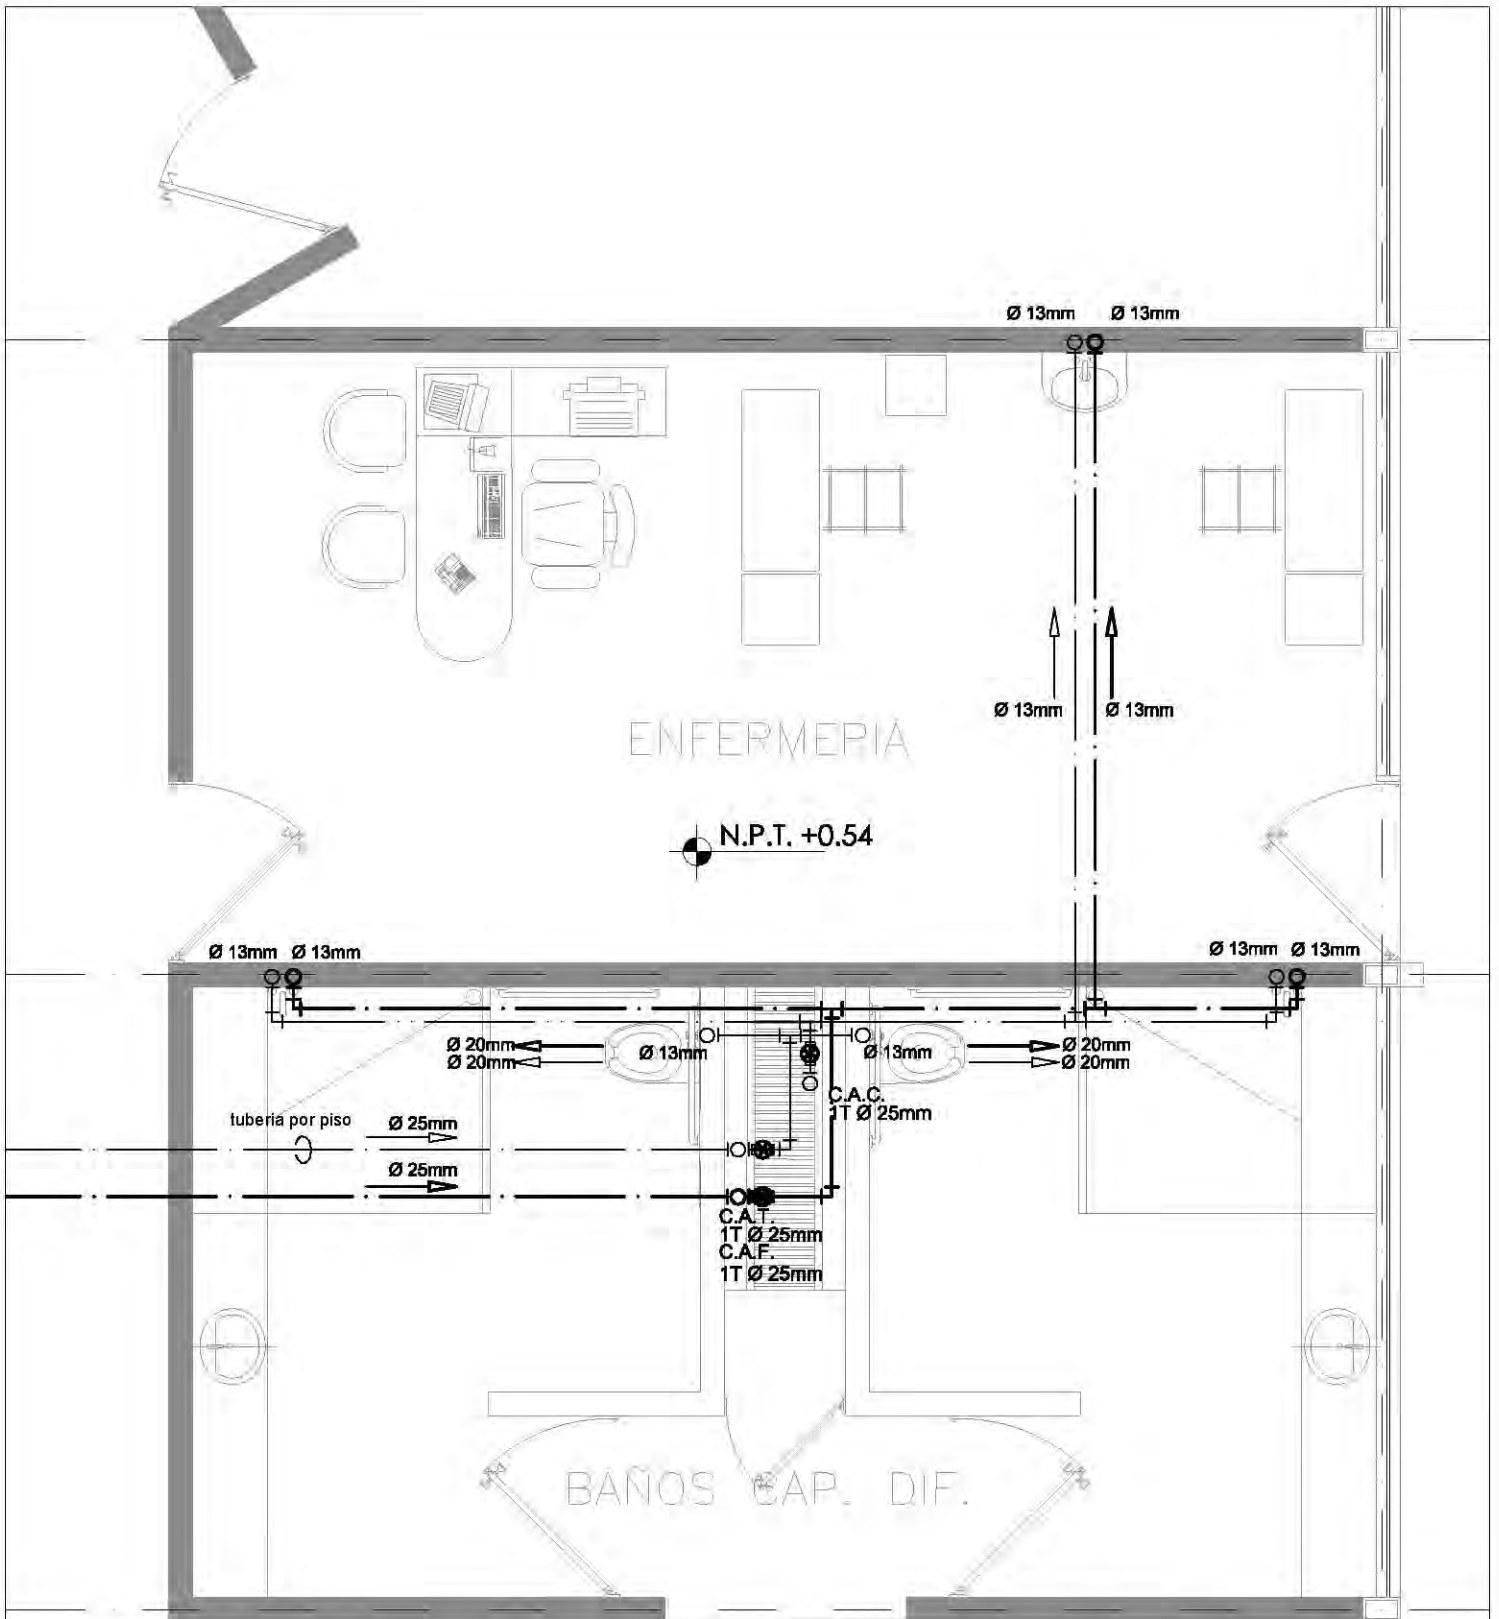 Ø 13mm Ø 13mm
Ø 13mm Ø 13mm
ENFERMERIA
N.P.T. +0.54
Ø 13mm Ø 13mm
Ø 13mm Ø 13mm
Ø 20mm
Ø 20mm
Ø 13mm
Ø 13mm
Ø 20mm
Ø 20mm
C.A.C.
1T Ø 25mm
tuberia por piso
Ø 25mm
Ø 25mm
C.A.T.
1T Ø 25mm
C.A.F.
1T Ø 25mm
BAÑOS CAP. DIF.